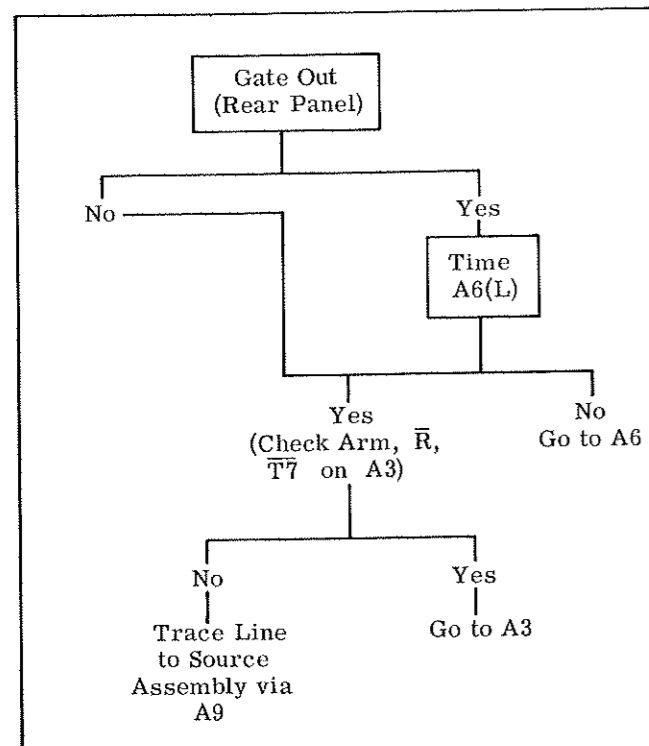 Gate Out
(Rear Panel)
No
Yes
Time
A6(L)
Yes
(Check Arm, R̅,
T̅7̅ on A3)
No
Go to A6
No
Trace Line
to Source
Assembly via
A9
Yes
Go to A3